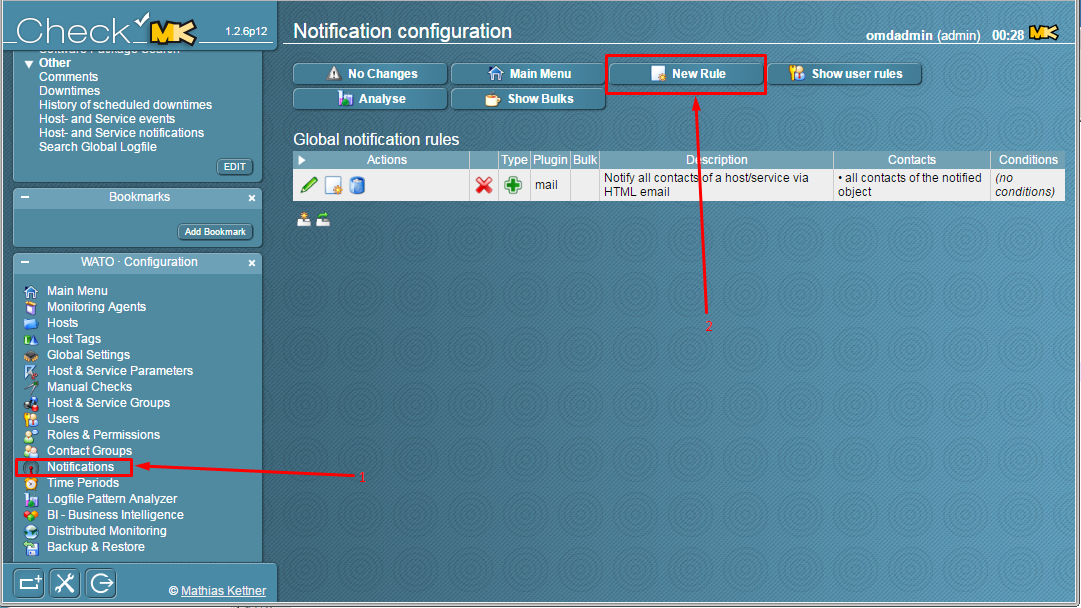 Check MK 1.2.6p12
Notification configuration
omdadmin (admin) 00:28 MK
Software Package Search
Other
Comments
Downtimes
History of scheduled downtimes
Host- and Service events
Host- and Service notifications
Search Global Logfile
EDIT
Bookmarks
Add Bookmark
WATO · Configuration
Main Menu
Monitoring Agents
Hosts
Host Tags
Global Settings
Host & Service Parameters
Manual Checks
Host & Service Groups
Users
Roles & Permissions
Contact Groups
Notifications
Time Periods
Logfile Pattern Analyzer
BI - Business Intelligence
Distributed Monitoring
Backup & Restore
© Mathias Kettner
1
No Changes Main Menu New Rule Show user rules
Analyse Show Bulks
Global notification rules
Actions Type Plugin Bulk Description Contacts Conditions
mail Notify all contacts of a host/service via • all contacts of the notified (no
HTML email object conditions)
2